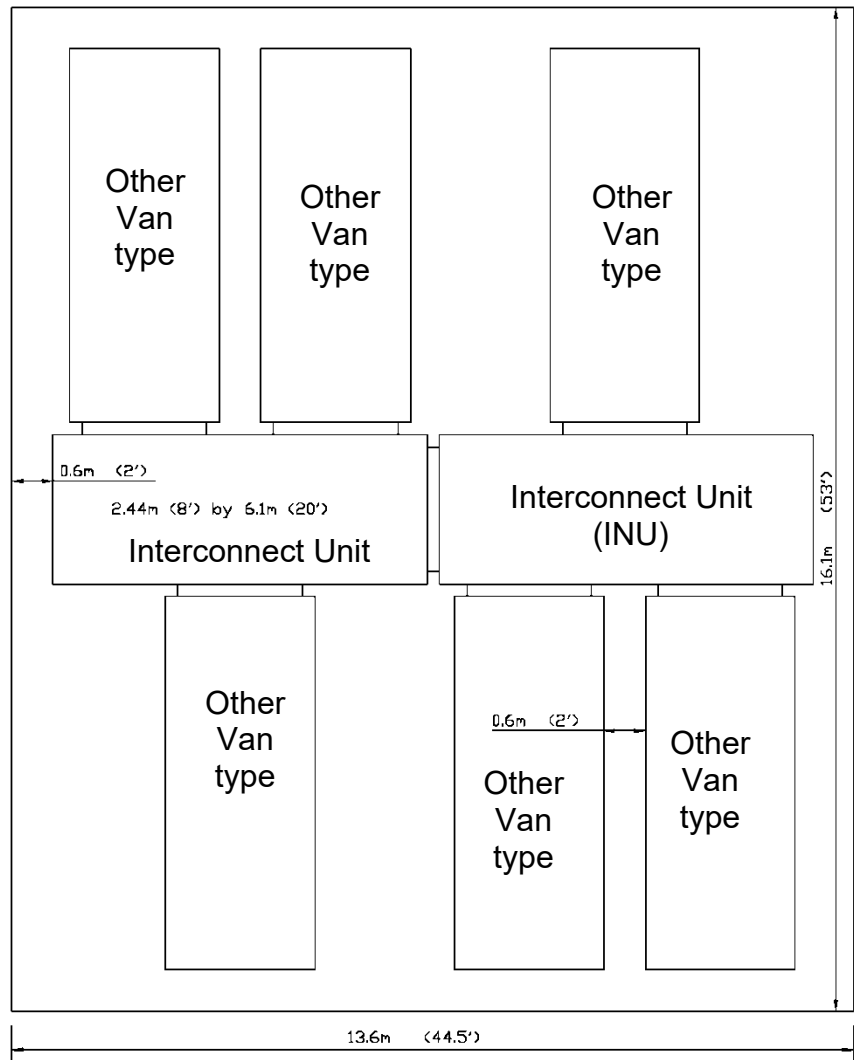 Other
Van
type
Other
Van
type
Other
Van
type
0.6m (2')
2.44m (8') by 6.1m (20')
Interconnect Unit
Interconnect Unit
(INU)
16.1m (53')
Other
Van
type
0.6m (2')
Other
Van
type
Other
Van
type
13.6m (44.5')